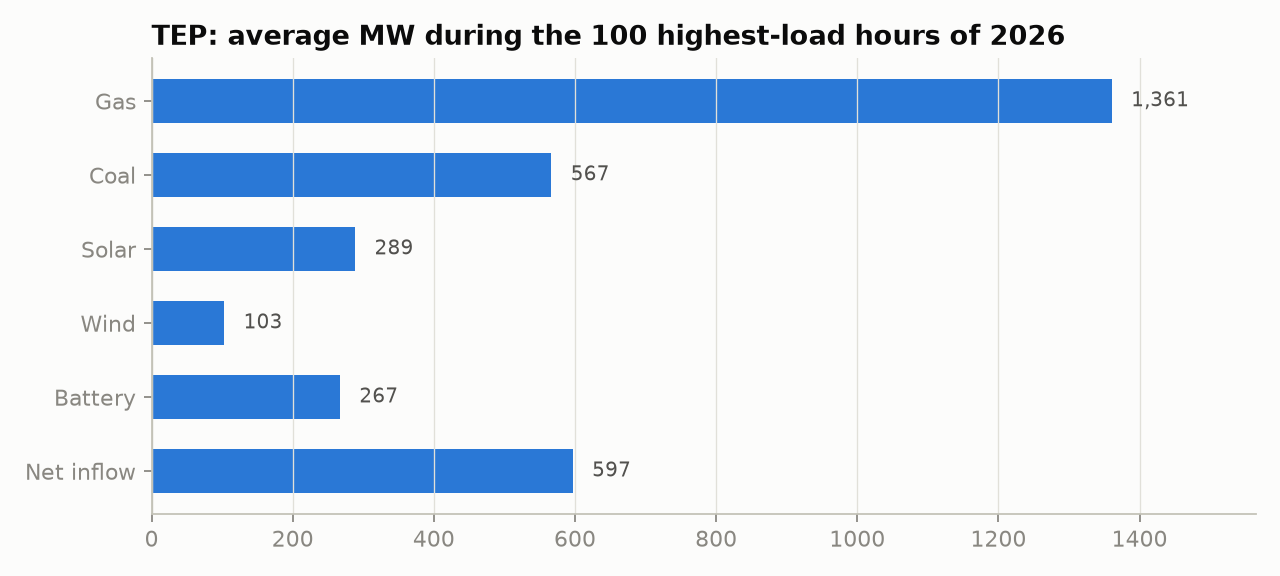 TEP: average MW during the 100 highest-load hours of 2026
Gas 1,361
Coal 567
Solar 289
Wind 103
Battery 267
Net inflow 597
0 200 400 600 800 1000 1200 1400